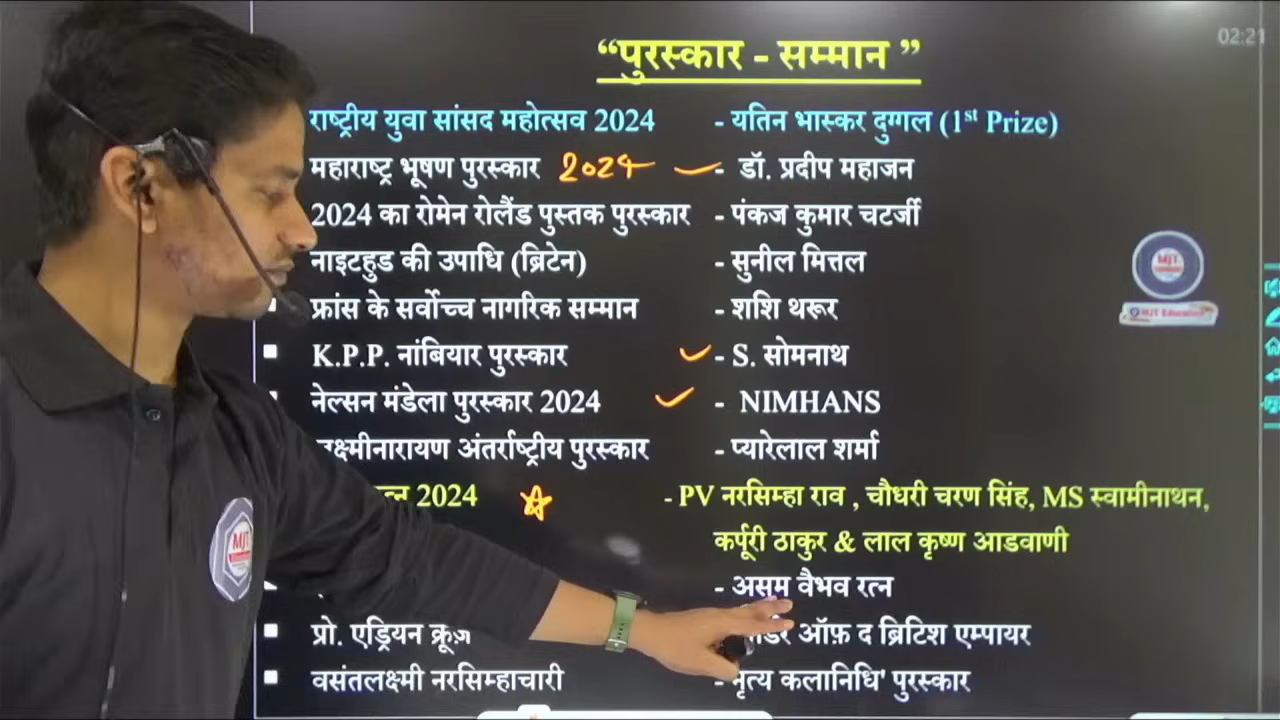 02:21
“पुरस्कार - सम्मान ”
राष्ट्रीय युवा सांसद महोत्सव 2024 - यतिन भास्कर दुग्गल (1st Prize)
महाराष्ट्र भूषण पुरस्कार 2024 - डॉ. प्रदीप महाजन
2024 का रोमेन रोलैंड पुस्तक पुरस्कार - पंकज कुमार चटर्जी
नाइटहुड की उपाधि (ब्रिटेन) - सुनील मित्तल
फ्रांस के सर्वोच्च नागरिक सम्मान - शशि थरूर
K.P.P. नांबियार पुरस्कार - S. सोमनाथ
नेल्सन मंडेला पुरस्कार 2024 - NIMHANS
अंतर्राष्ट्रीय पुरस्कार - प्यारेलाल शर्मा
2024 - PV नरसिम्हा राव , चौधरी चरण सिंह, MS स्वामीनाथन,
कर्पूरी ठाकुर & लाल कृष्ण आडवाणी
- असम वैभव रत्न
प्रो. एड्रियन क्रूज़ ऑफ़ द ब्रिटिश एम्पायर
वसंतलक्ष्मी नरसिम्हाचारी - नृत्य कलानिधि' पुरस्कार
MJT
MJT Education
MJT